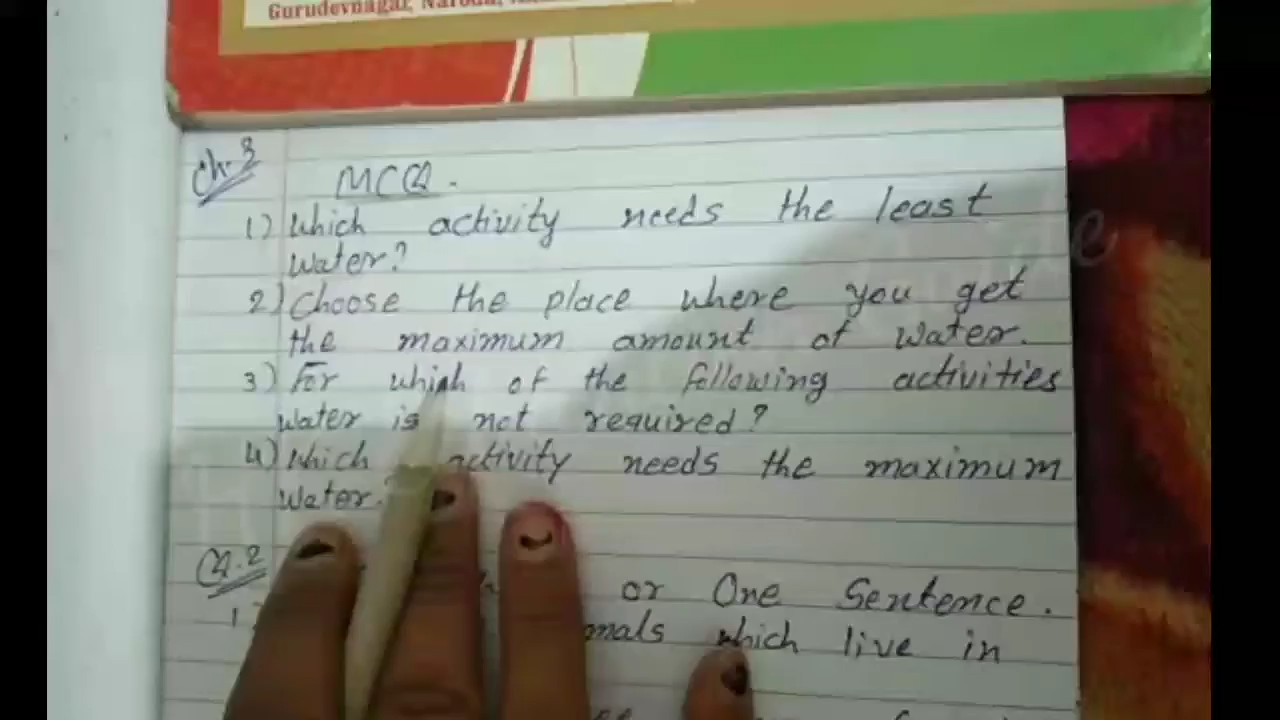 Gurudevnagar, Naroda,
Ch-3
MCQ.
1) Which activity needs the least
Water?
2) Choose the place where you get
the maximum amount of Water.
3) For which of the following activities
Water is not required?
4) Which activity needs the maximum
Water.
Q.2
or One Sentence.
1) which live in